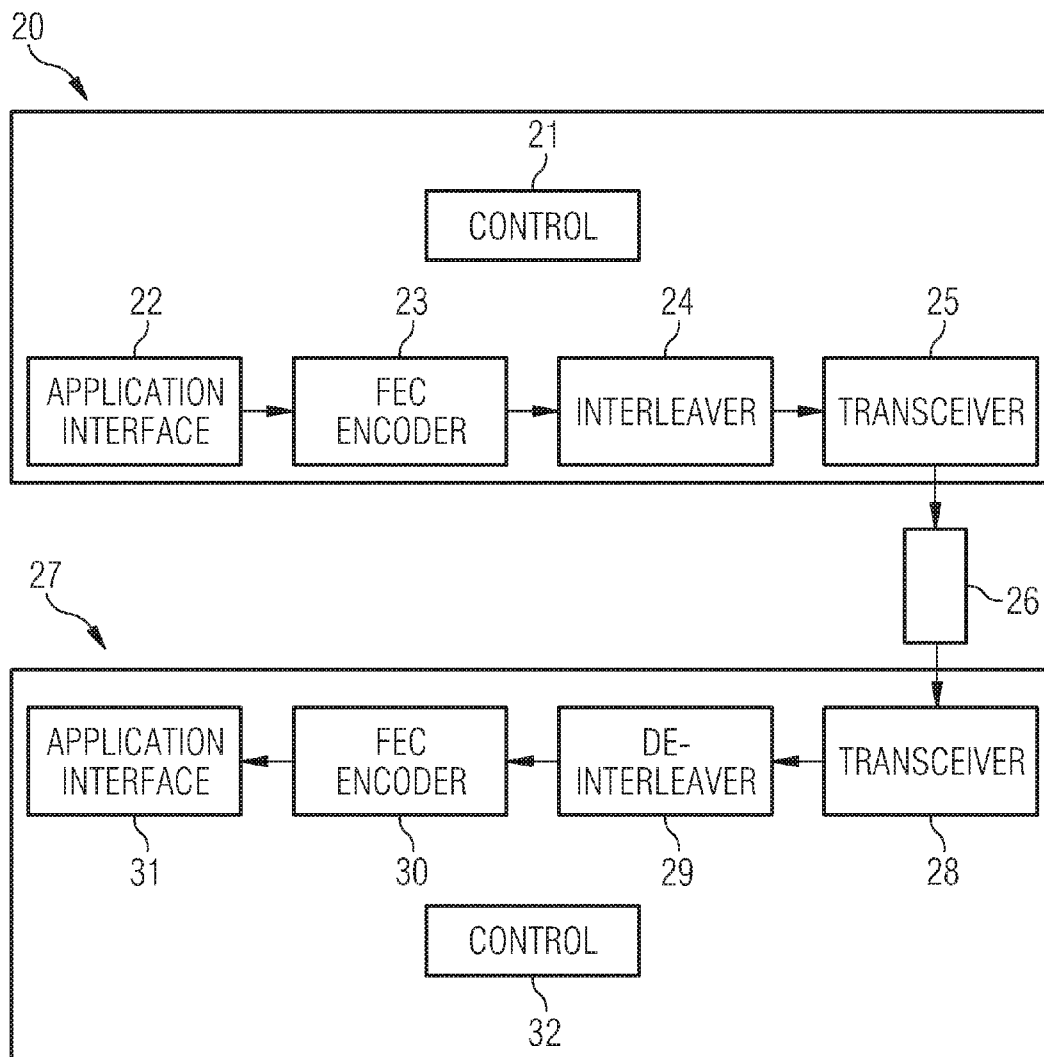 20
21
CONTROL
22
23
24
25
APPLICATION
INTERFACE
FEC
ENCODER
INTERLEAVER
TRANSCEIVER
26
27
APPLICATION
INTERFACE
FEC
ENCODER
DE-
INTERLEAVER
TRANSCEIVER
31
30
29
28
CONTROL
32